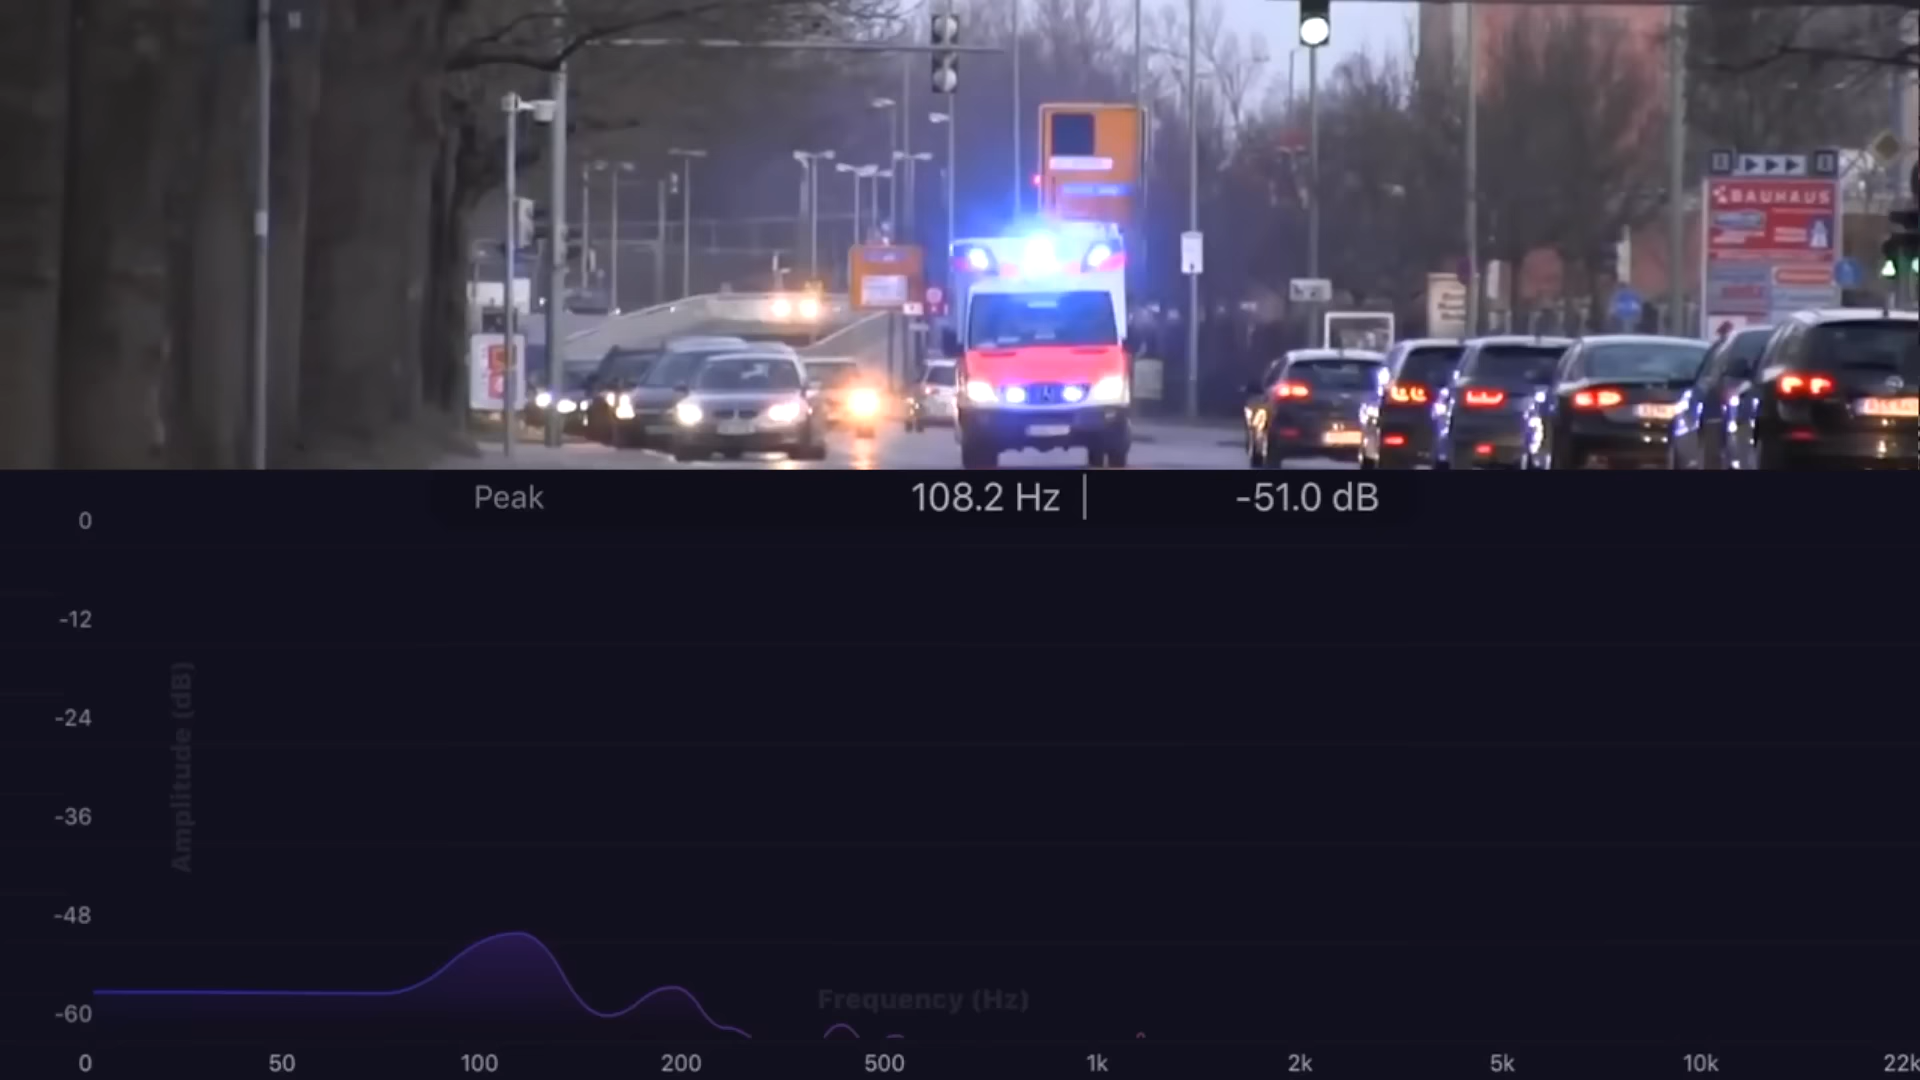 BAUHAUS
Peak 108.2 Hz -51.0 dB
0
-12
-24
-36
-48
-60
Amplitude (dB)
Frequency (Hz)
0 50 100 200 500 1k 2k 5k 10k 22k